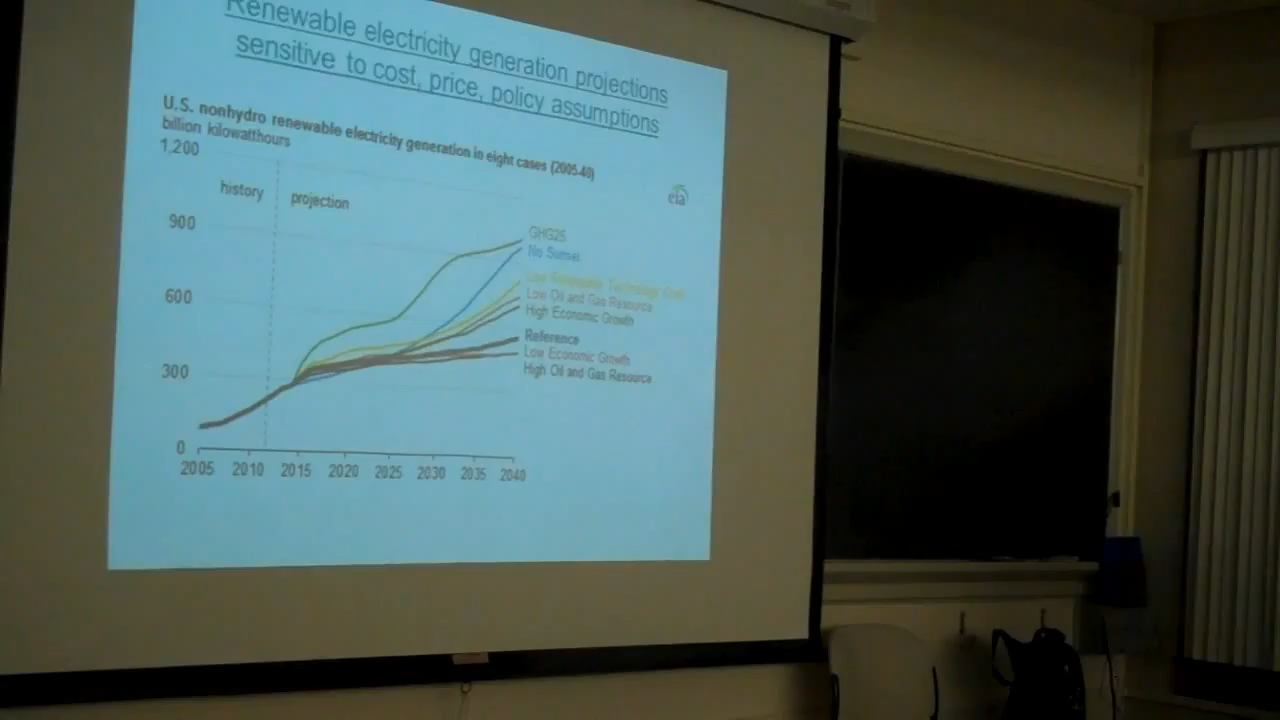 Renewable electricity generation projections
sensitive to cost, price, policy assumptions
U.S. nonhydro renewable electricity generation in eight cases (2005-40)
billion kilowatthours
1,200
history
projection
eia
900
GHG25
No Sunset
600
Low Renewable Technology Cost
Low Oil and Gas Resource
High Economic Growth
Reference
Low Economic Growth
High Oil and Gas Resource
300
0
2005 2010 2015 2020 2025 2030 2035 2040